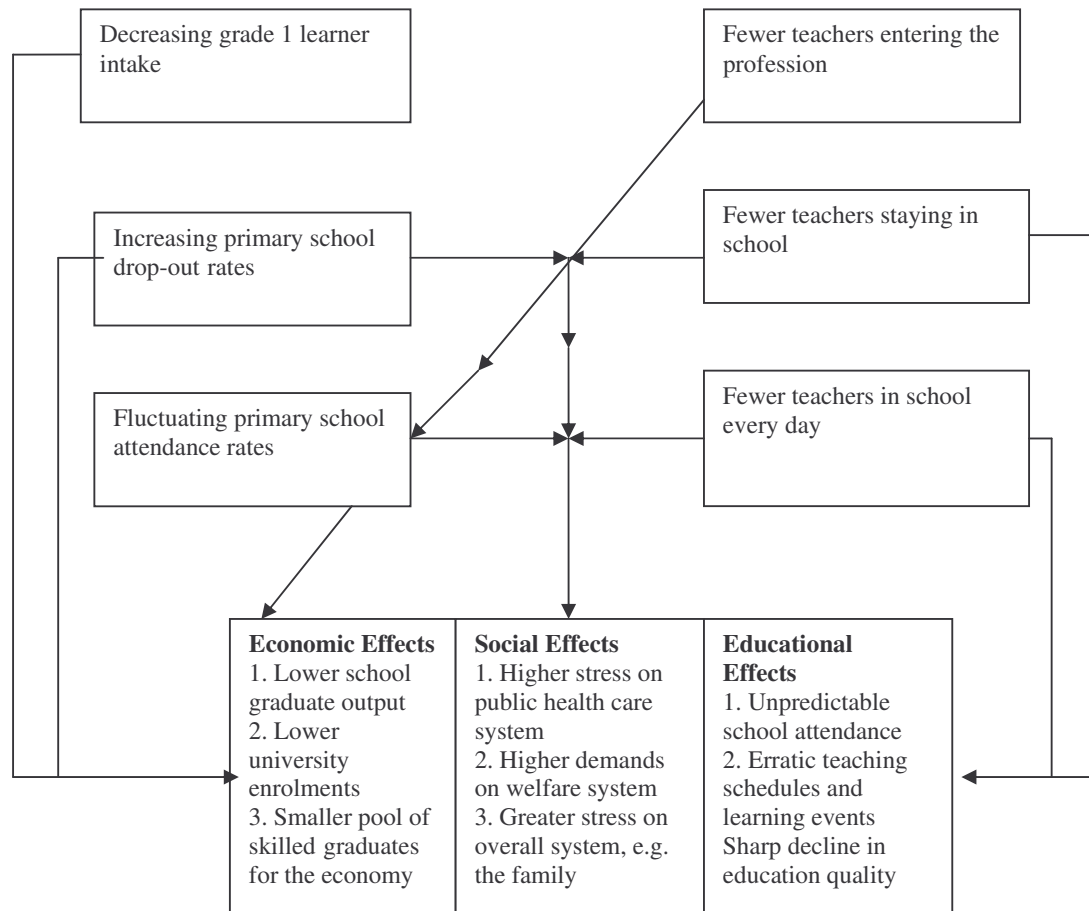 Decreasing grade 1 learner
intake
Fewer teachers entering the
profession
Increasing primary school
drop-out rates
Fewer teachers staying in
school
Fluctuating primary school
attendance rates
Fewer teachers in school
every day
Economic Effects
1. Lower school
graduate output
2. Lower
university
enrolments
3. Smaller pool of
skilled graduates
for the economy
Social Effects
1. Higher stress on
public health care
system
2. Higher demands
on welfare system
3. Greater stress on
overall system, e.g.
the family
Educational
Effects
1. Unpredictable
school attendance
2. Erratic teaching
schedules and
learning events
Sharp decline in
education quality